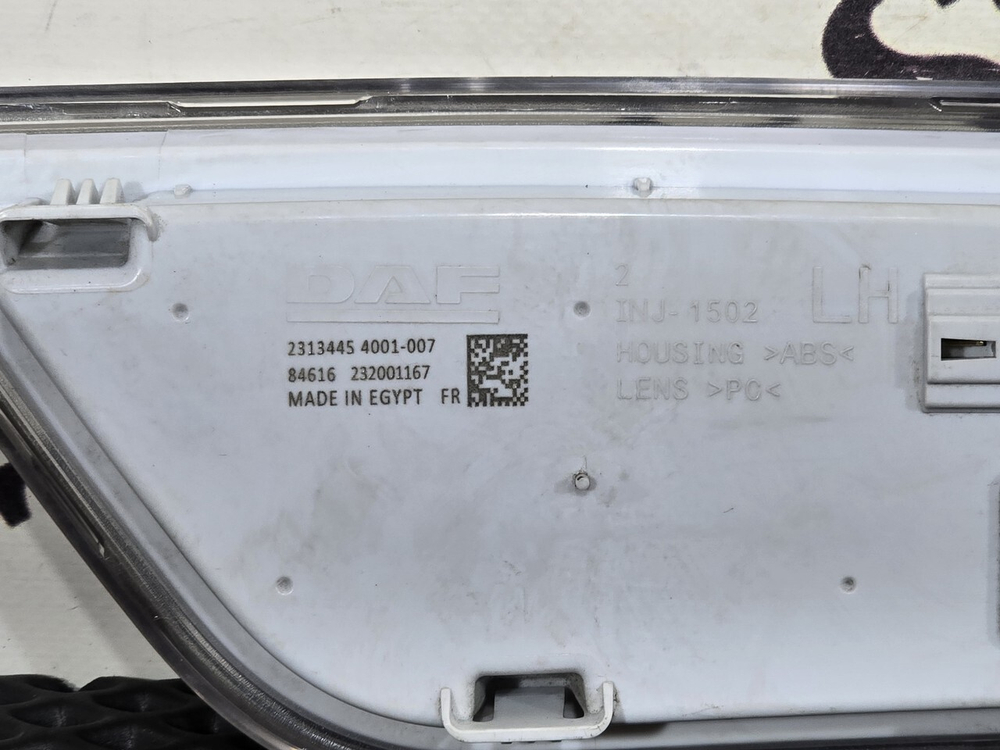 DAF
2313445 4001-007
84616 232001167
MADE IN EGYPT FR
2
INJ-1502
HOUSING >ABS<
LENS >PC<
LH